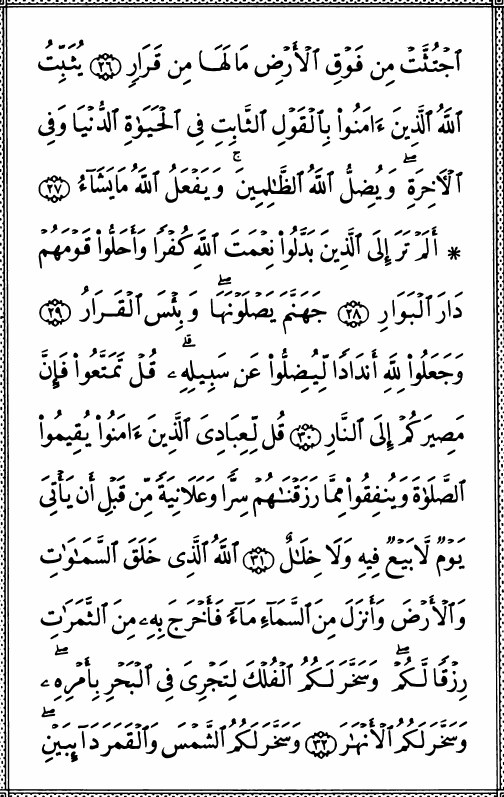 ٱجْتُثَّتْ مِن فَوْقِ ٱلْأَرْضِ مَا لَهَا مِن قَرَارٍ ٢٦ يُثَبِّتُ
ٱللَّهُ ٱلَّذِينَ ءَامَنُوا۟ بِٱلْقَوْلِ ٱلثَّابِتِ فِى ٱلْحَيَوٰةِ ٱلدُّنْيَا وَفِى
ٱلْـَٔاخِرَةِ ۖ وَيُضِلُّ ٱللَّهُ ٱلظَّـٰلِمِينَ ۚ وَيَفْعَلُ ٱللَّهُ مَا يَشَآءُ ٢٧
* أَلَمْ تَرَ إِلَى ٱلَّذِينَ بَدَّلُوا۟ نِعْمَتَ ٱللَّهِ كُفْرًا وَأَحَلُّوا۟ قَوْمَهُمْ
دَارَ ٱلْبَوَارِ ٢٨ جَهَنَّمَ يَصْلَوْنَهَا ۖ وَبِئْسَ ٱلْقَرَارُ ٢٩
وَجَعَلُوا۟ لِلَّهِ أَندَادًا لِّيُضِلُّوا۟ عَن سَبِيلِهِۦ ۗ قُلْ تَمَتَّعُوا۟ فَإِنَّ
مَصِيرَكُمْ إِلَى ٱلنَّارِ ٣٠ قُل لِّعِبَادِىَ ٱلَّذِينَ ءَامَنُوا۟ يُقِيمُوا۟
ٱلصَّلَوٰةَ وَيُنفِقُوا۟ مِمَّا رَزَقْنَـٰهُمْ سِرًّا وَعَلَانِيَةً مِّن قَبْلِ أَن يَأْتِىَ
يَوْمٌ لَّا بَيْعٌ فِيهِ وَلَا خِلَـٰلٌ ٣١ ٱللَّهُ ٱلَّذِى خَلَقَ ٱلسَّمَـٰوَٰتِ
وَٱلْأَرْضَ وَأَنزَلَ مِنَ ٱلسَّمَآءِ مَآءً فَأَخْرَجَ بِهِۦ مِنَ ٱلثَّمَرَٰتِ
رِزْقًا لَّكُمْ ۖ وَسَخَّرَ لَكُمُ ٱلْفُلْكَ لِتَجْرِىَ فِى ٱلْبَحْرِ بِأَمْرِهِۦ ۖ
وَسَخَّرَ لَكُمُ ٱلْأَنْهَـٰرَ ٣٢ وَسَخَّرَ لَكُمُ ٱلشَّمْسَ وَٱلْقَمَرَ دَآئِبَيْنِ ۖ